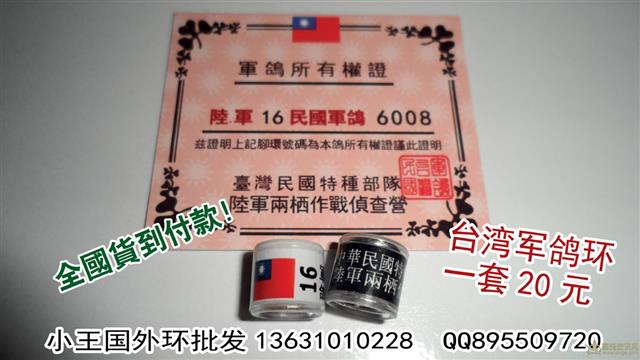 軍鴿所有權證
陸.軍 16 民國軍鴿 6008
兹證明上記腳環號碼為本鴿所有權證謹此證明
臺灣民國特種部隊
陸軍兩栖作戰偵查營
全國貨到付款!
台湾军鸽环
一套 20 元
16
中華民國特
陸軍兩栖
小王国外环批发 13631010228 QQ895509720